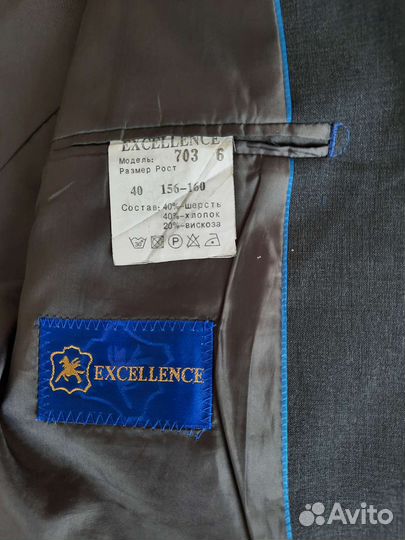 EXCELLENCE
Модель: 703 6
Размер Рост
40 156-160
Состав: 40%-шерсть
40%-хлопок
20%-вискоза
P
EXCELLENCE
Avito